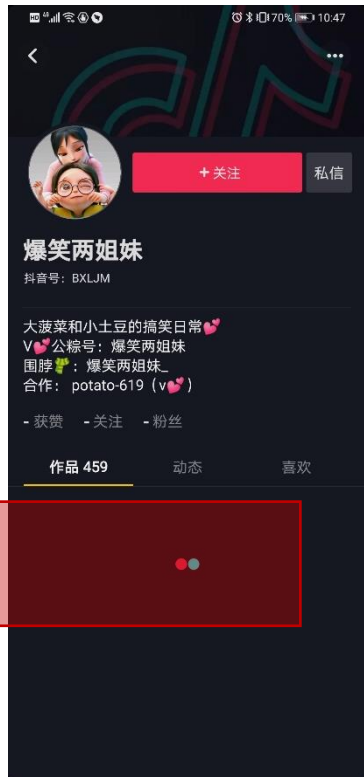 HD 70% 10:47
+ 关注
私信
爆笑两姐妹
抖音号：BXLJM
大菠菜和小土豆的搞笑日常💕
V💕公粽号：爆笑两姐妹
围脖🥦：爆笑两姐妹_
合作： potato-619（v💕）
- 获赞 - 关注 - 粉丝
作品 459 动态 喜欢